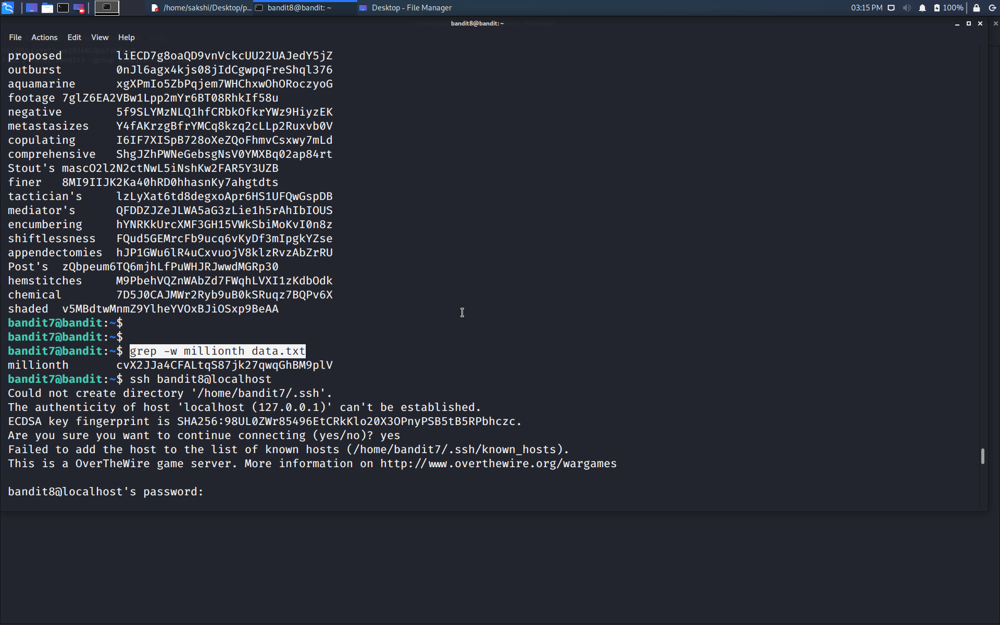 /home/sakshi/Desktop/p... bandit8@bandit: ~ Desktop - File Manager 03:15 PM 100%
bandit8@bandit: ~
File Actions Edit View Help
proposed liECD7g8oaQD9vnVckcUU22UAJedY5jZ
outburst 0nJl6agx4kjs08jIdCgwpqFreShql376
aquamarine xgXPmIo5ZbPqjem7WHChxwOhORoczyoG
footage 7glZ6EA2VBw1Lpp2mYr6BT08RhkIf58u
negative 5f9SLYMzNLQ1hfCRbkOfkrYWz9HiyzEK
metastasizes Y4fAKrzgBfrYMCq8kzq2cLLp2Ruxvb0V
copulating I6IF7XISpB728oXeZQoFhmvCsxwy7mLd
comprehensive ShgJZhPWNeGebsgNsV0YMXBq02ap84rt
Stout's mascO2l2N2ctNwL5iNshKw2FAR5Y3UZB
finer 8MI9IIJK2Ka40hRD0hhasnKy7ahgtdts
tactician's lzLyXat6td8degxoApr6HS1UFQwGspDB
mediator's QFDDZJZeJLWA5aG3zLie1h5rAhIbIOUS
encumbering hYNRKkUrcXMF3GH15VWkSbiMoKvI0n8z
shiftlessness FQud5GEMrcFb9ucq6vKyDf3mIpgkYZse
appendectomies hJP1GWu6lR4uCxvuojV8klzRvzAbZrRU
Post's zQbpeum6TQ6mjhLfPuWHJRJwwdMGRp30
hemstitches M9PbehVQZnWAbZd7FWqhLVXI1zKdbOdk
chemical 7D5J0CAJMWr2Ryb9uB0kSRuqz7BQPv6X
shaded v5MBdtwMnmZ9YlheYVOxBJiOSxp9BeAA
bandit7@bandit:~$
bandit7@bandit:~$
bandit7@bandit:~$ grep -w millionth data.txt
millionth cvX2JJa4CFALtqS87jk27qwqGhBM9plV
bandit7@bandit:~$ ssh bandit8@localhost
Could not create directory '/home/bandit7/.ssh'.
The authenticity of host 'localhost (127.0.0.1)' can't be established.
ECDSA key fingerprint is SHA256:98UL0ZWr85496EtCRkKlo20X3OPnyPSB5tB5RPbhczc.
Are you sure you want to continue connecting (yes/no)? yes
Failed to add the host to the list of known hosts (/home/bandit7/.ssh/known_hosts).
This is a OverTheWire game server. More information on http://www.overthewire.org/wargames
bandit8@localhost's password: